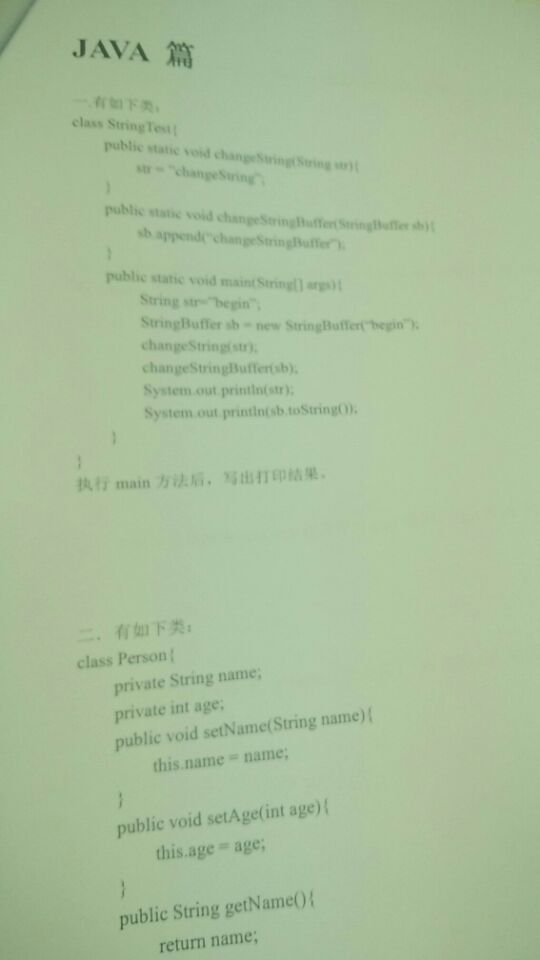 JAVA 篇
一.有如下类：
class StringTest{
public static void changeString(String str){
str = "changeString";
}
public static void changeStringBuffer(StringBuffer sb){
sb.append("changeStringBuffer");
}
public static void main(String[] args){
String str="begin";
StringBuffer sb = new StringBuffer("begin");
changeString(str);
changeStringBuffer(sb);
System.out.println(str);
System.out.println(sb.toString());
}
}
执行 main 方法后，写出打印结果。
二．有如下类：
class Person{
private String name;
private int age;
public void setName(String name){
this.name = name;
}
public void setAge(int age){
this.age = age;
}
public String getName(){
return name;